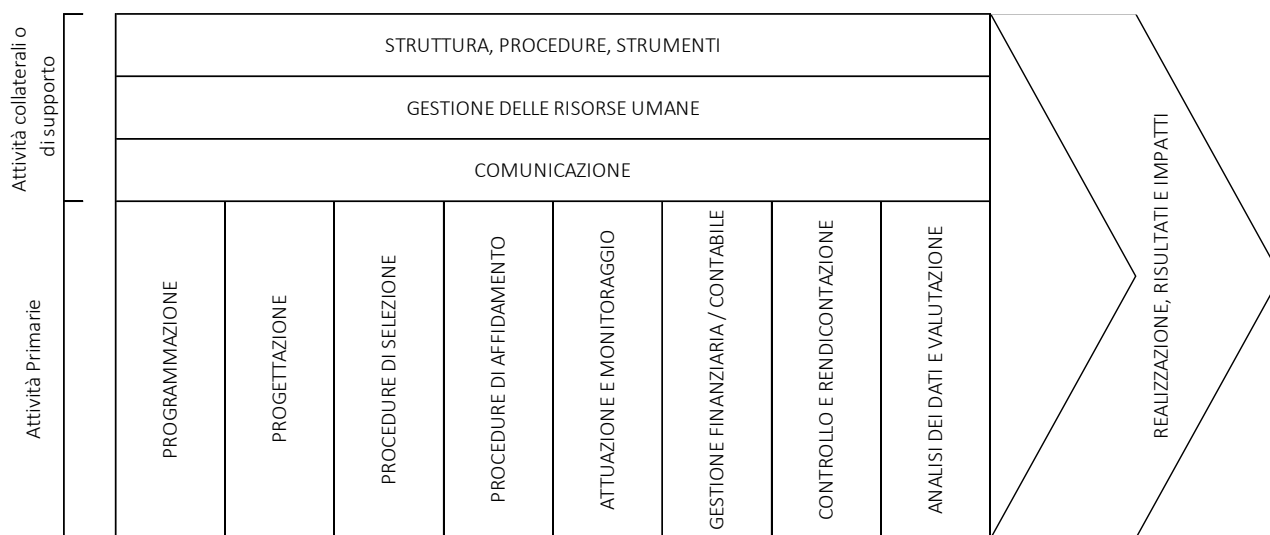 Attività collaterali o
di supporto
STRUTTURA, PROCEDURE, STRUMENTI
GESTIONE DELLE RISORSE UMANE
COMUNICAZIONE
Attività Primarie
PROGRAMMAZIONE
PROGETTAZIONE
PROCEDURE DI SELEZIONE
PROCEDURE DI AFFIDAMENTO
ATTUAZIONE E MONITORAGGIO
GESTIONE FINANZIARIA / CONTABILE
CONTROLLO E RENDICONTAZIONE
ANALISI DEI DATI E VALUTAZIONE
REALIZZAZIONE, RISULTATI E IMPATTI